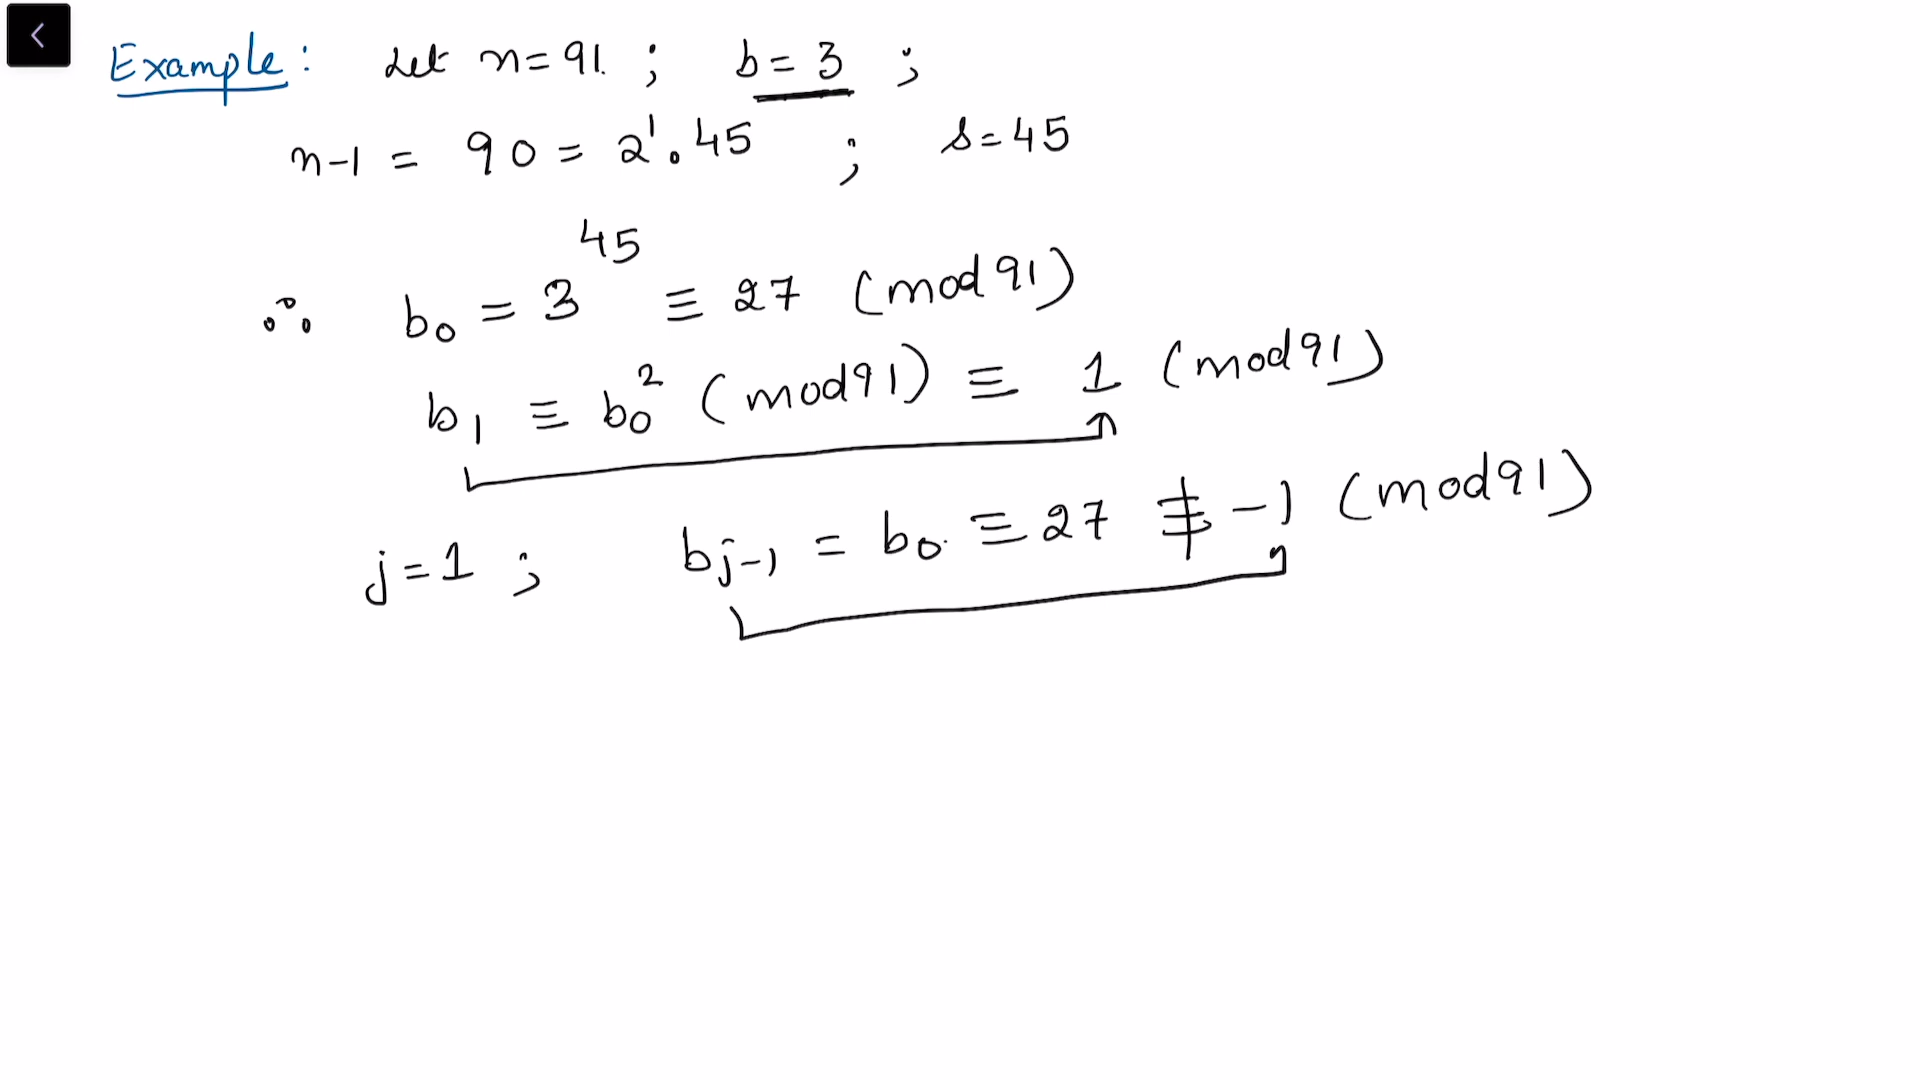 Example: Let n=91. ; b=3 ;
n-1 = 90 = 2¹.45 ; s=45
∴ b₀ = 3⁴⁵ ≡ 27 (mod 91)
b₁ ≡ b₀² (mod 91) ≡ 1 (mod 91)
j=1 ; bⱼ₋₁ = b₀. ≡ 27 ≢ -1 (mod 91)